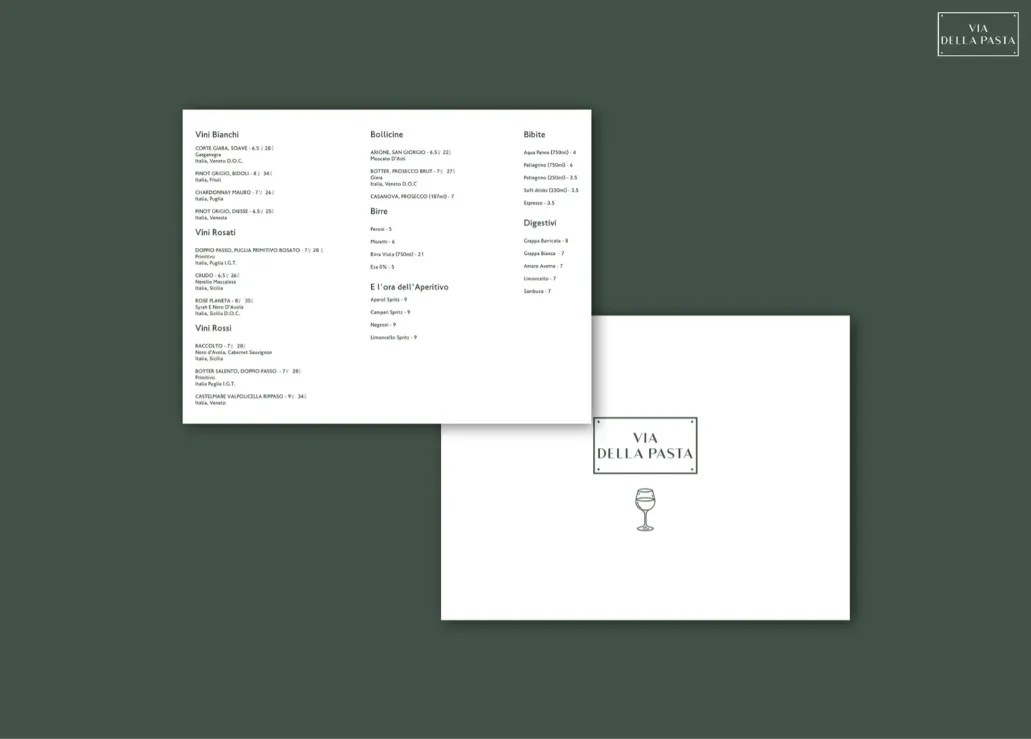 VIA
DELLA PASTA
Vini Bianchi
CORTE GIARA, SOAVE - 6.5 ( 28 )
Garganegra
Italia, Veneto D.O.C.
PINOT GRIGIO, BIDOLI - 8 ( 34 )
Italia, Friuli
CHARDONNAY MAURO - 7 ( 26 )
Italia, Puglia
PINOT GRIGIO, DIESSE - 6.5 ( 25 )
Italia, Veneto
Vini Rosati
DOPPIO PASSO, PUGLIA PRIMITIVO ROSATO - 7 ( 28 )
Primitivo
Italia, Puglia I.G.T.
CRUDO - 6.5 ( 26 )
Nerello Mascalese
Italia, Sicilia
ROSE PLANETA - 8 ( 35 )
Syrah E Nero D'Avola
Italia, Sicilia D.O.C.
Vini Rossi
RACCOLTO - 7 ( 28 )
Nero d'Avola, Cabernet Sauvignon
Italia, Sicilia
BOTTER SALENTO, DOPPIO PASSO - 7 ( 28 )
Primitivo
Italia Puglia I.G.T.
CASTELMARE VALPOLICELLA RIPPASO - 9 ( 34 )
Italia, Veneto
Bollicine
ARIONE, SAN GIORGIO - 6.5 ( 22 )
Moscato D'Asti
BOTTER, PROSECCO BRUT - 7 ( 27 )
Glera
Italia, Veneto D.O.C
CASANOVA, PROSECCO (187ml) - 7
Birre
Peroni - 5
Moretti - 6
Birra Viola (750ml) - 21
0% - 5
E l'ora dell'Aperitivo
Aperol Spritz - 9
Campari Spritz - 9
Negroni - 9
Limoncello Spritz - 9
Bibite
Aqua Panna (750ml) - 4
Pellegrino (750ml) - 6
Pellegrino (250ml) - 3.5
Soft drinks (330ml) - 3.5
Espresso - 3.5
Digestivi
Grappa Barricata - 8
Grappa Bianca - 7
Amaro Averna - 7
Limoncello - 7
Sambuca - 7
VIA
DELLA PASTA